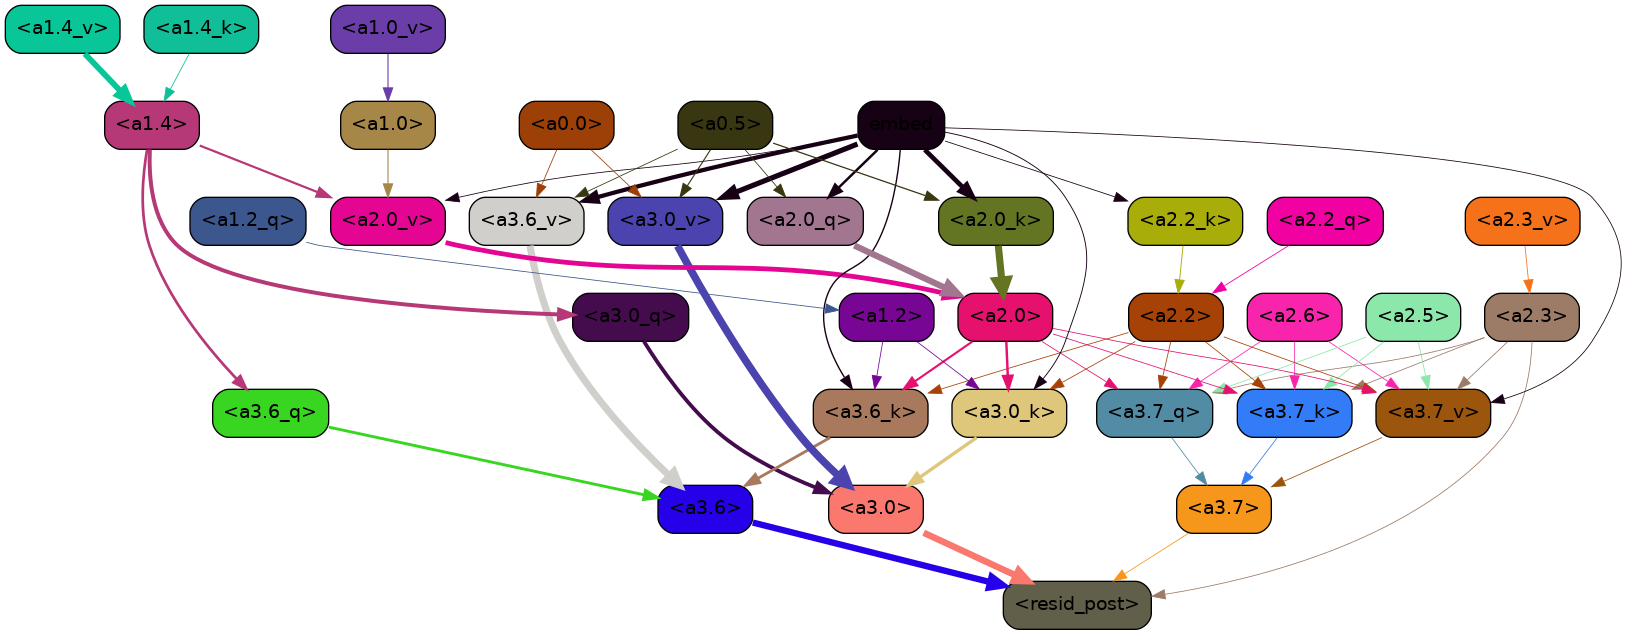 <a1.4_v> <a1.4_k> <a1.0_v>
<a1.4> <a1.0> <a0.0> <a0.5> embed
<a1.2_q> <a2.0_v> <a3.6_v> <a3.0_v> <a2.0_q> <a2.0_k> <a2.2_k> <a2.2_q> <a2.3_v>
<a3.0_q> <a1.2> <a2.0> <a2.2> <a2.6> <a2.5> <a2.3>
<a3.6_q> <a3.6_k> <a3.0_k> <a3.7_q> <a3.7_k> <a3.7_v>
<a3.6> <a3.0> <a3.7>
<resid_post>